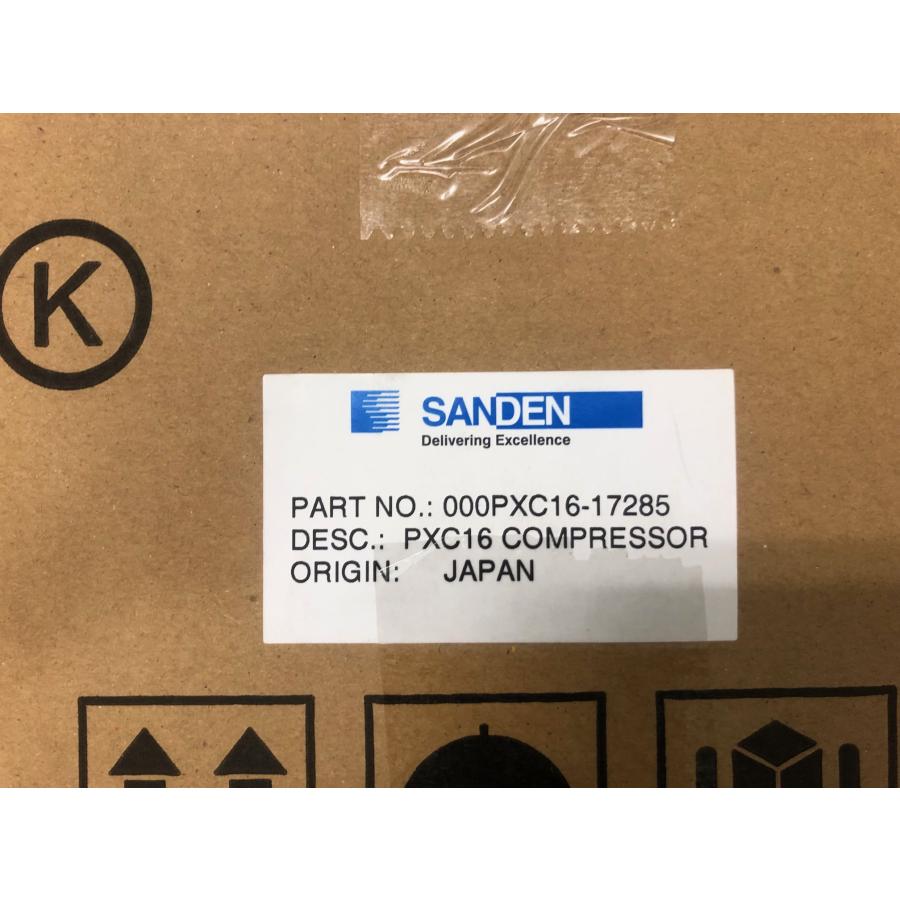 K
SANDEN
Delivering Excellence
PART NO.: 000PXC16-17285
DESC.: PXC16 COMPRESSOR
ORIGIN: JAPAN